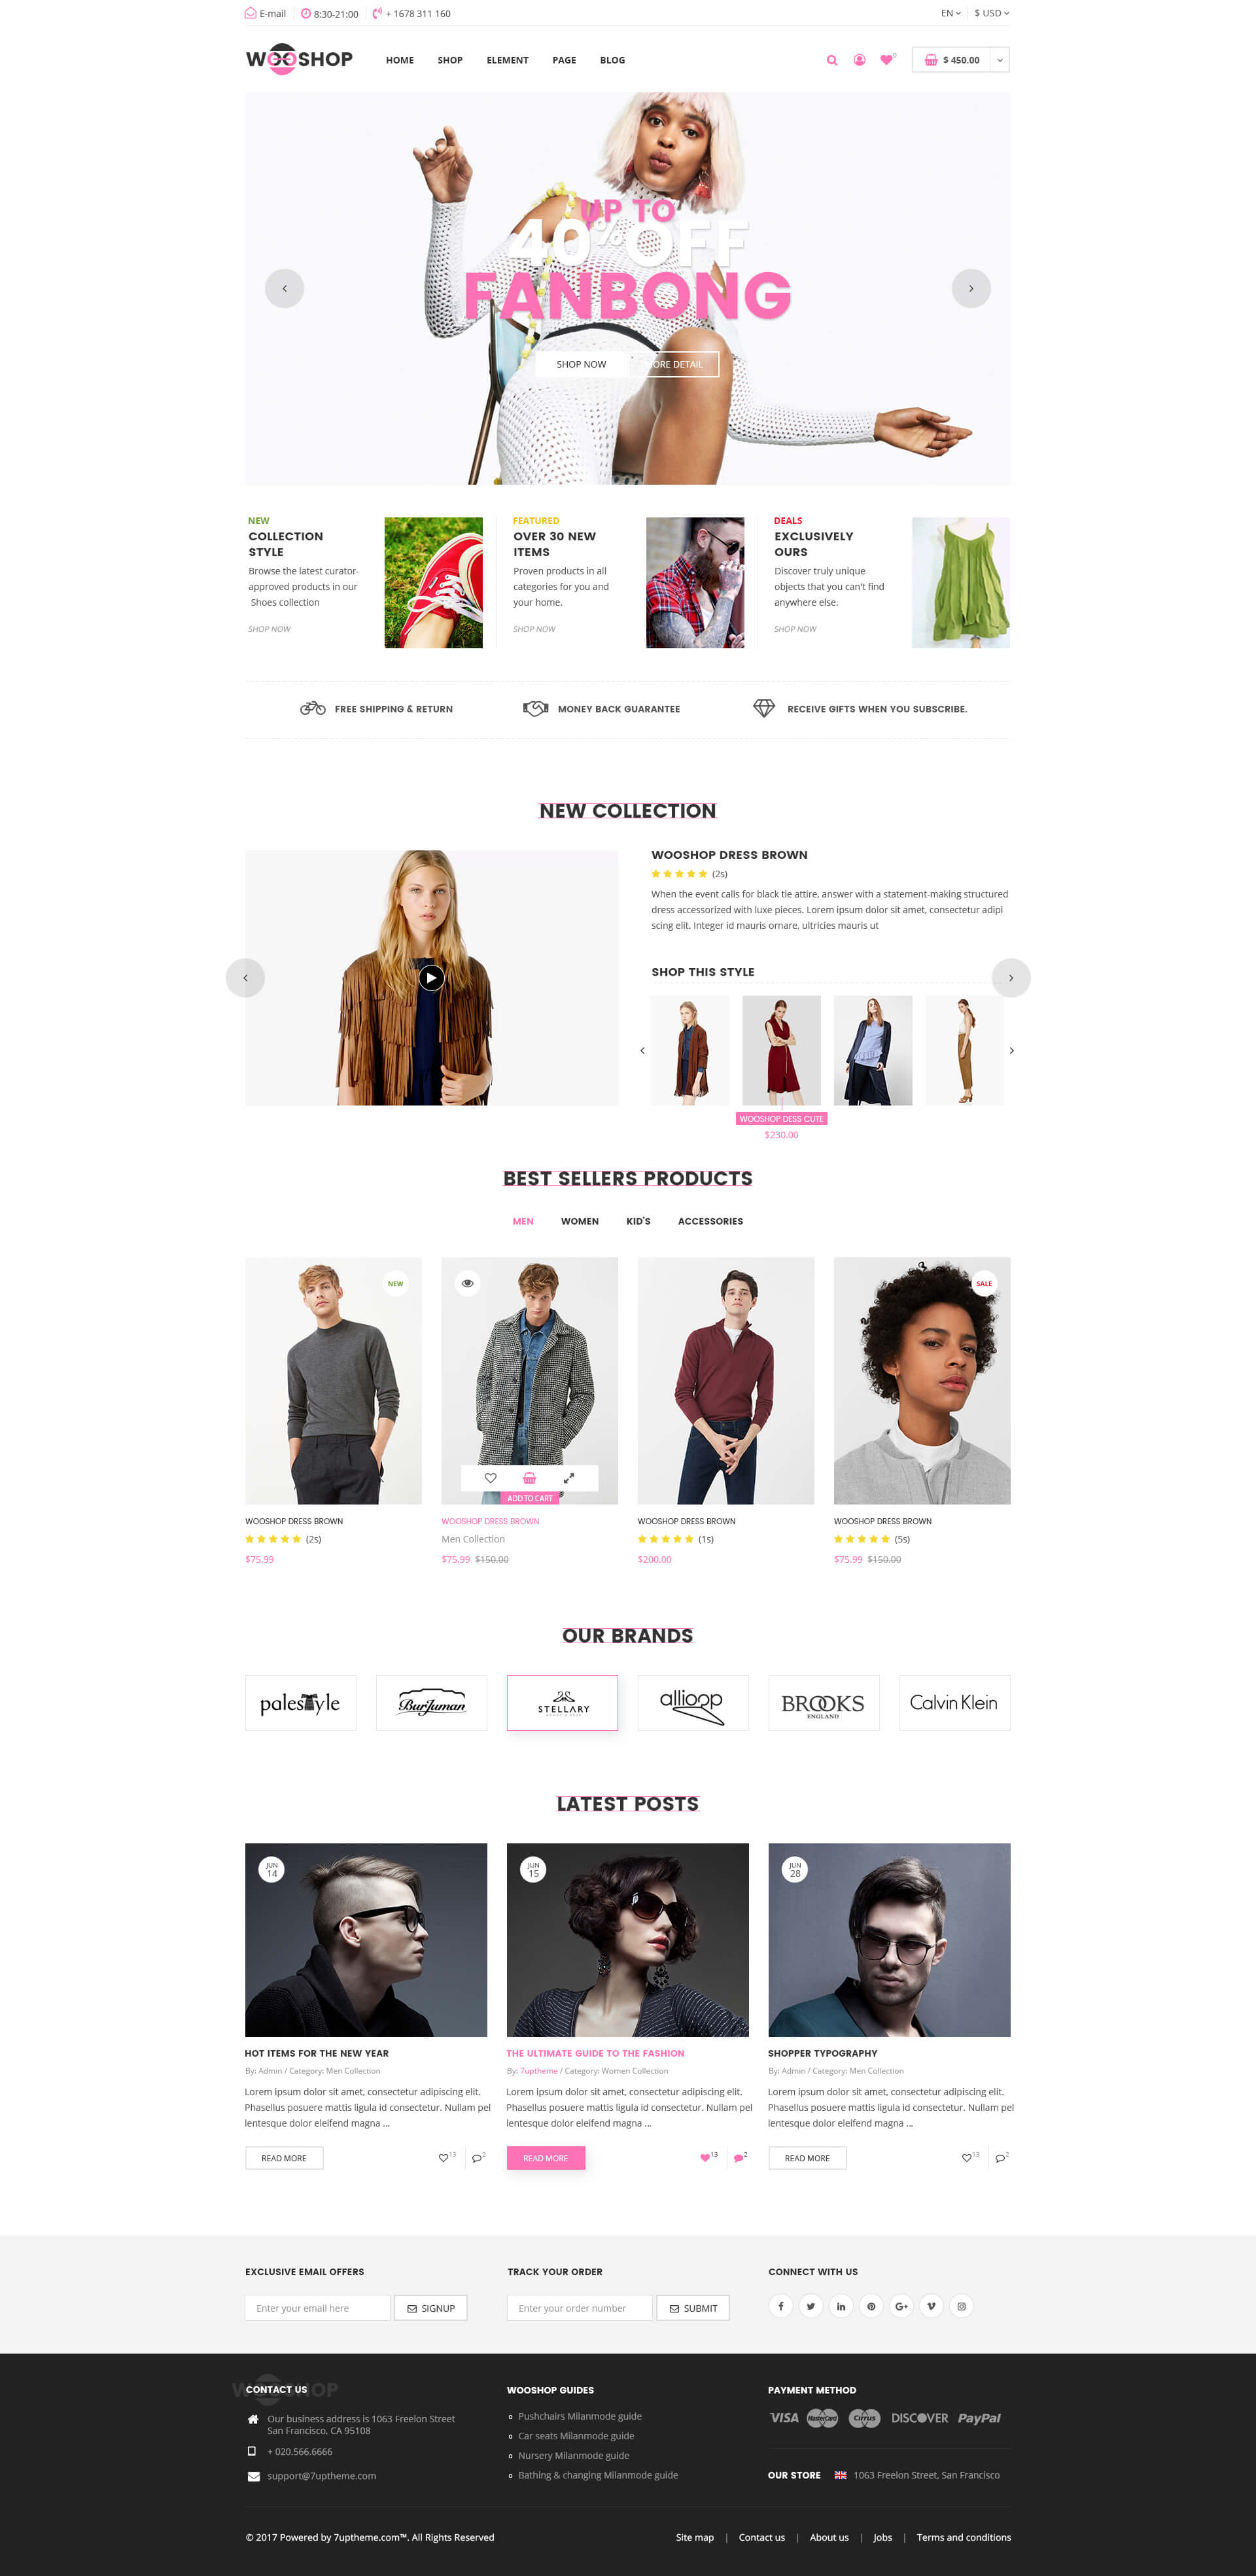 E-mail 8:30-21:00 + 1678 311 160 EN $ USD
WOOSHOP HOME SHOP ELEMENT PAGE BLOG 0 $ 450.00
UP TO
40% OFF
FANBONG
SHOP NOW MORE DETAIL
NEW
COLLECTION
STYLE
Browse the latest curator-
approved products in our
Shoes collection
SHOP NOW
FEATURED
OVER 30 NEW
ITEMS
Proven products in all
categories for you and
your home.
SHOP NOW
DEALS
EXCLUSIVELY
OURS
Discover truly unique
objects that you can't find
anywhere else.
SHOP NOW
FREE SHIPPING & RETURN
MONEY BACK GUARANTEE
RECEIVE GIFTS WHEN YOU SUBSCRIBE.
NEW COLLECTION
WOOSHOP DRESS BROWN
(2s)
When the event calls for black tie attire, answer with a statement-making structured
dress accessorized with luxe pieces. Lorem ipsum dolor sit amet, consectetur adipi
scing elit. Integer id mauris ornare, ultricies mauris ut
SHOP THIS STYLE
WOOSHOP DESS CUTE
$230.00
BEST SELLERS PRODUCTS
MEN WOMEN KID'S ACCESSORIES
NEW
WOOSHOP DRESS BROWN
(2s)
$75.99
ADD TO CART
WOOSHOP DRESS BROWN
Men Collection
$75.99 $150.00
WOOSHOP DRESS BROWN
(1s)
$200.00
SALE
WOOSHOP DRESS BROWN
(5s)
$75.99 $150.00
OUR BRANDS
palestyle
BurJuman
STELLARY
allioop
BROOKS
ENGLAND
Calvin Klein
LATEST POSTS
JUN
14
HOT ITEMS FOR THE NEW YEAR
By: Admin / Category: Men Collection
Lorem ipsum dolor sit amet, consectetur adipiscing elit.
Phasellus posuere mattis ligula id consectetur. Nullam pel
lentesque dolor eleifend magna ...
READ MORE 13 2
JUN
15
THE ULTIMATE GUIDE TO THE FASHION
By: 7uptheme / Category: Women Collection
Lorem ipsum dolor sit amet, consectetur adipiscing elit.
Phasellus posuere mattis ligula id consectetur. Nullam pel
lentesque dolor eleifend magna ...
READ MORE 13 2
JUN
28
SHOPPER TYPOGRAPHY
By: Admin / Category: Men Collection
Lorem ipsum dolor sit amet, consectetur adipiscing elit.
Phasellus posuere mattis ligula id consectetur. Nullam pel
lentesque dolor eleifend magna ...
READ MORE 13 2
EXCLUSIVE EMAIL OFFERS
Enter your email here SIGNUP
TRACK YOUR ORDER
Enter your order number SUBMIT
CONNECT WITH US
WOOSHOP
CONTACT US
Our business address is 1063 Freelon Street
San Francisco, CA 95108
+ 020.566.6666
support@7uptheme.com
WOOSHOP GUIDES
Pushchairs Milanmode guide
Car seats Milanmode guide
Nursery Milanmode guide
Bathing & changing Milanmode guide
PAYMENT METHOD
VISA MasterCard Cirrus DISCOVER PayPal
OUR STORE 1063 Freelon Street, San Francisco
© 2017 Powered by 7uptheme.com™. All Rights Reserved
Site map | Contact us | About us | Jobs | Terms and conditions